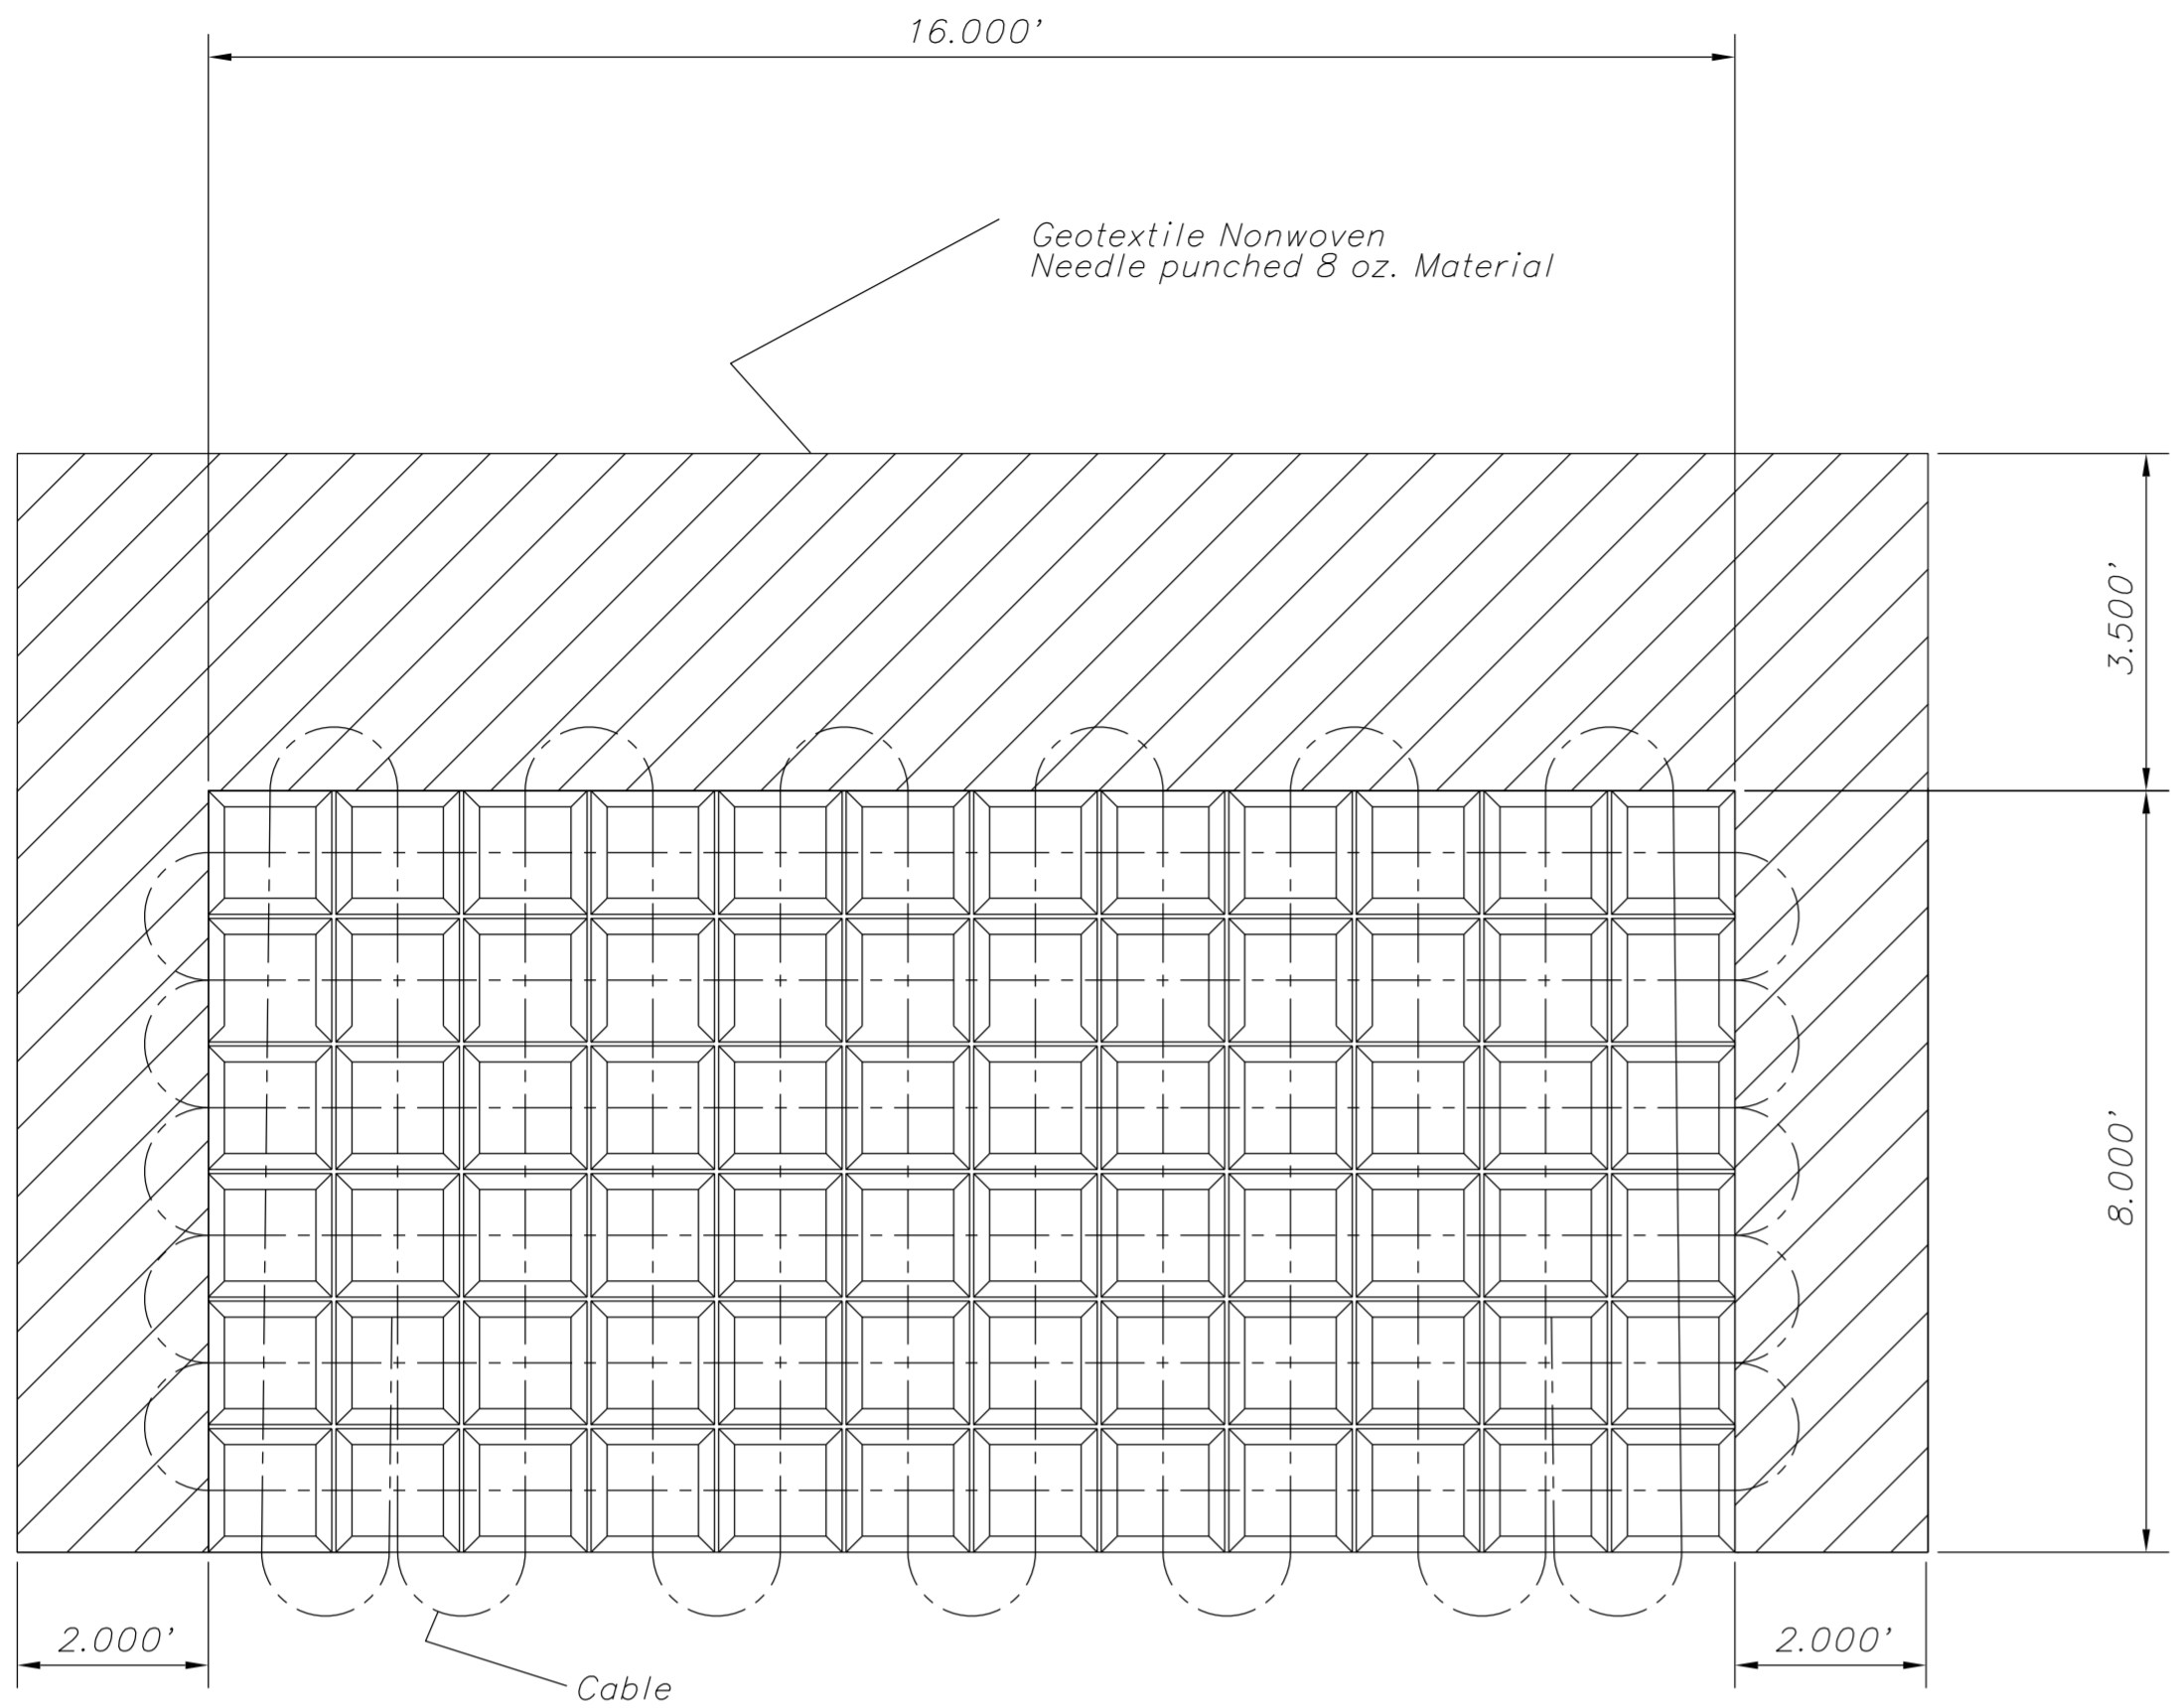 16.000'
Geotextile Nonwoven
Needle punched 8 oz. Material
3.500'
8.000'
2.000'
2.000'
Cable